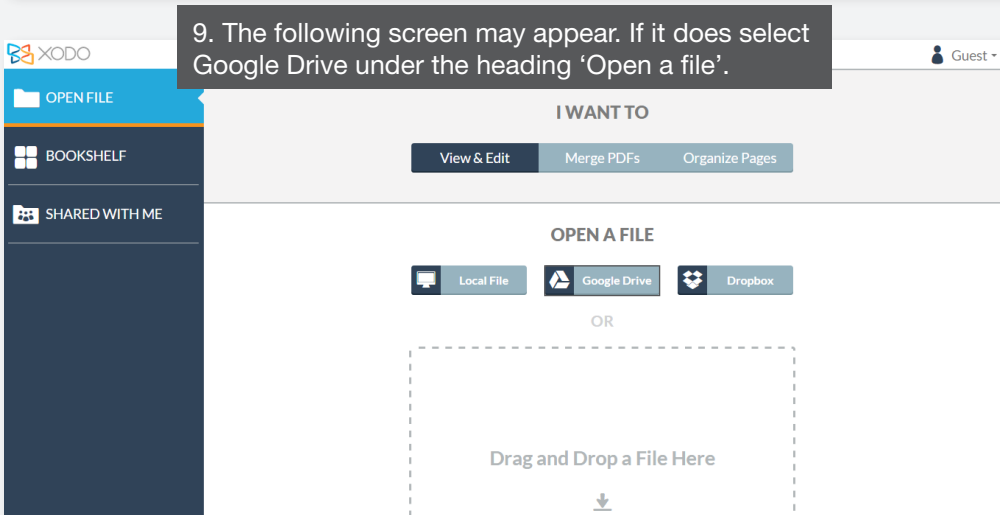 9. The following screen may appear. If it does select
Google Drive under the heading ‘Open a file’.
XODO
Guest
OPEN FILE
BOOKSHELF
SHARED WITH ME
I WANT TO
View & Edit
Merge PDFs
Organize Pages
OPEN A FILE
Local File
Google Drive
Dropbox
OR
Drag and Drop a File Here